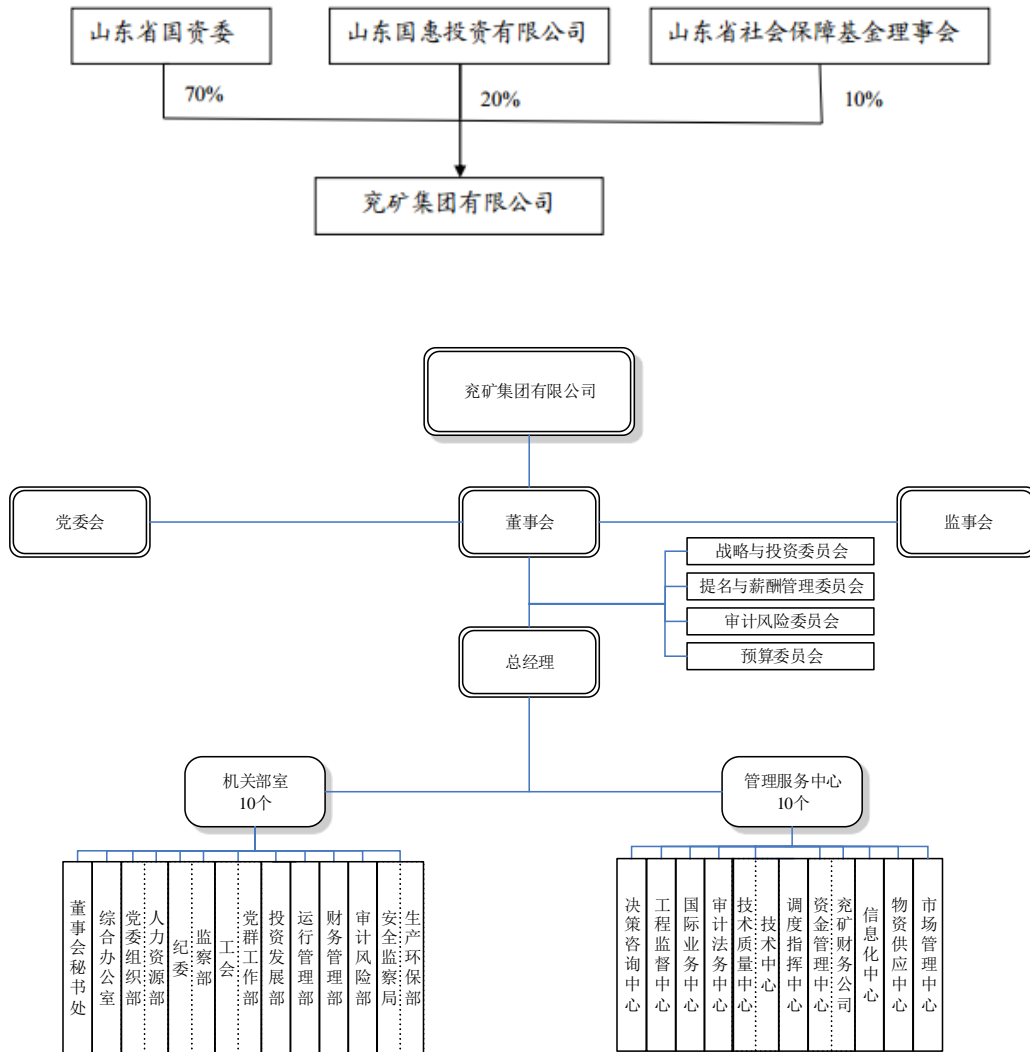 山东省国资委
山东国惠投资有限公司
山东省社会保障基金理事会
70%
20%
10%
兖矿集团有限公司
兖矿集团有限公司
党委会
董事会
监事会
战略与投资委员会
提名与薪酬管理委员会
审计风险委员会
预算委员会
总经理
机关部室
10个
管理服务中心
10个
董事会秘书处
综合办公室
党委组织部
人力资源部
纪委
监察部
工会
党群工作部
投资发展部
运行管理部
财务管理部
审计风险部
安全监察局
生产环保部
决策咨询中心
工程监督中心
国际业务中心
审计法务中心
技术质量中心
技术中心
调度指挥中心
资金管理中心
兖矿财务公司
信息化中心
物资供应中心
市场管理中心